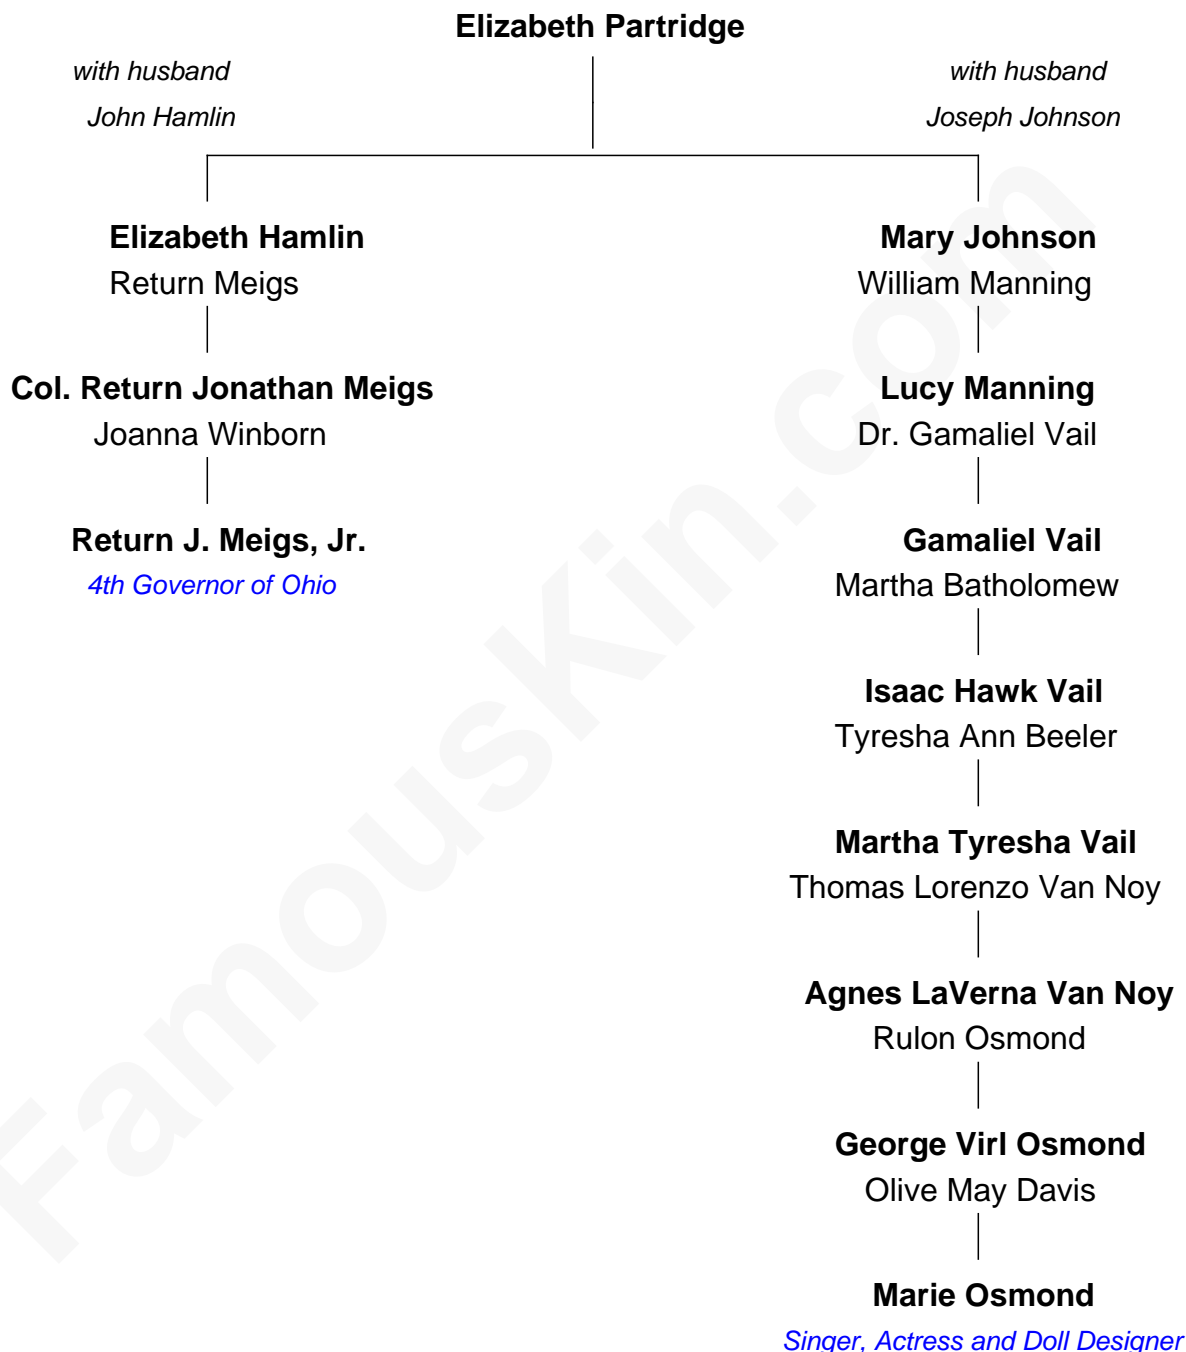 Elizabeth Partridge
with husband
John Hamlin
with husband
Joseph Johnson
Elizabeth Hamlin
Return Meigs
Col. Return Jonathan Meigs
Joanna Winborn
Return J. Meigs, Jr.
4th Governor of Ohio
Mary Johnson
William Manning
Lucy Manning
Dr. Gamaliel Vail
Gamaliel Vail
Martha Batholomew
Isaac Hawk Vail
Tyresha Ann Beeler
Martha Tyresha Vail
Thomas Lorenzo Van Noy
Agnes LaVerna Van Noy
Rulon Osmond
George Virl Osmond
Olive May Davis
Marie Osmond
Singer, Actress and Doll Designer
FamousKin.com